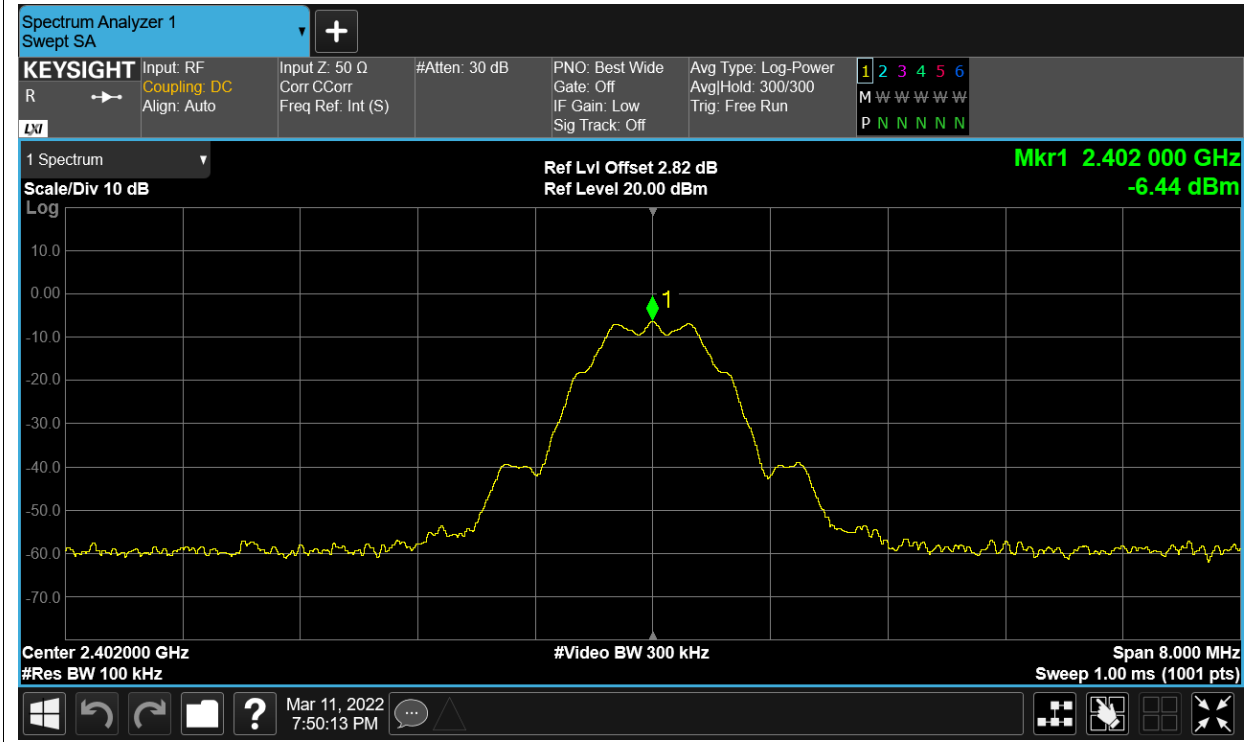 Spectrum Analyzer 1
Swept SA
KEYSIGHT
R
LXI
Input: RF
Coupling: DC
Align: Auto
Input Z: 50 Ω
Corr CCorr
Freq Ref: Int (S)
#Atten: 30 dB
PNO: Best Wide
Gate: Off
IF Gain: Low
Sig Track: Off
Avg Type: Log-Power
Avg|Hold: 300/300
Trig: Free Run
1 2 3 4 5 6
M W W W W W
P N N N N N
1 Spectrum
Scale/Div 10 dB
Log
Ref Lvl Offset 2.82 dB
Ref Level 20.00 dBm
Mkr1 2.402 000 GHz
-6.44 dBm
10.0
0.00
-10.0
-20.0
-30.0
-40.0
-50.0
-60.0
-70.0
1
Center 2.402000 GHz
#Res BW 100 kHz
#Video BW 300 kHz
Span 8.000 MHz
Sweep 1.00 ms (1001 pts)
?
Mar 11, 2022
7:50:13 PM